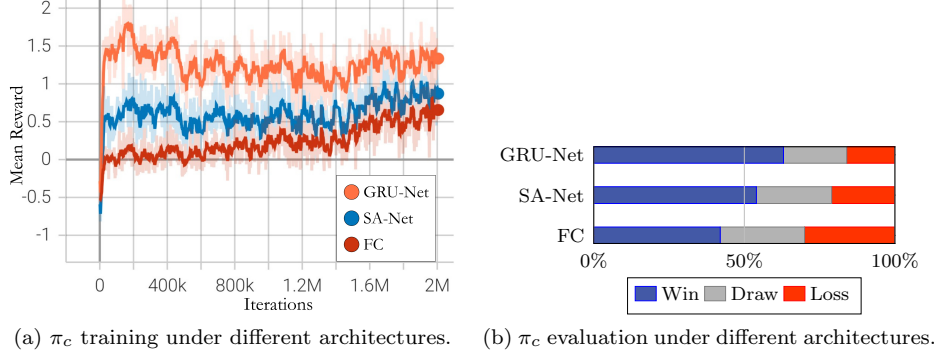 2
1.5
1
0.5
0
-0.5
-1
Mean Reward
GRU-Net
SA-Net
FC
0 400k 800k 1.2M 1.6M 2M
Iterations
(a) π_c training under different architectures.
GRU-Net
SA-Net
FC
0% 50% 100%
Win Draw Loss
(b) π_c evaluation under different architectures.